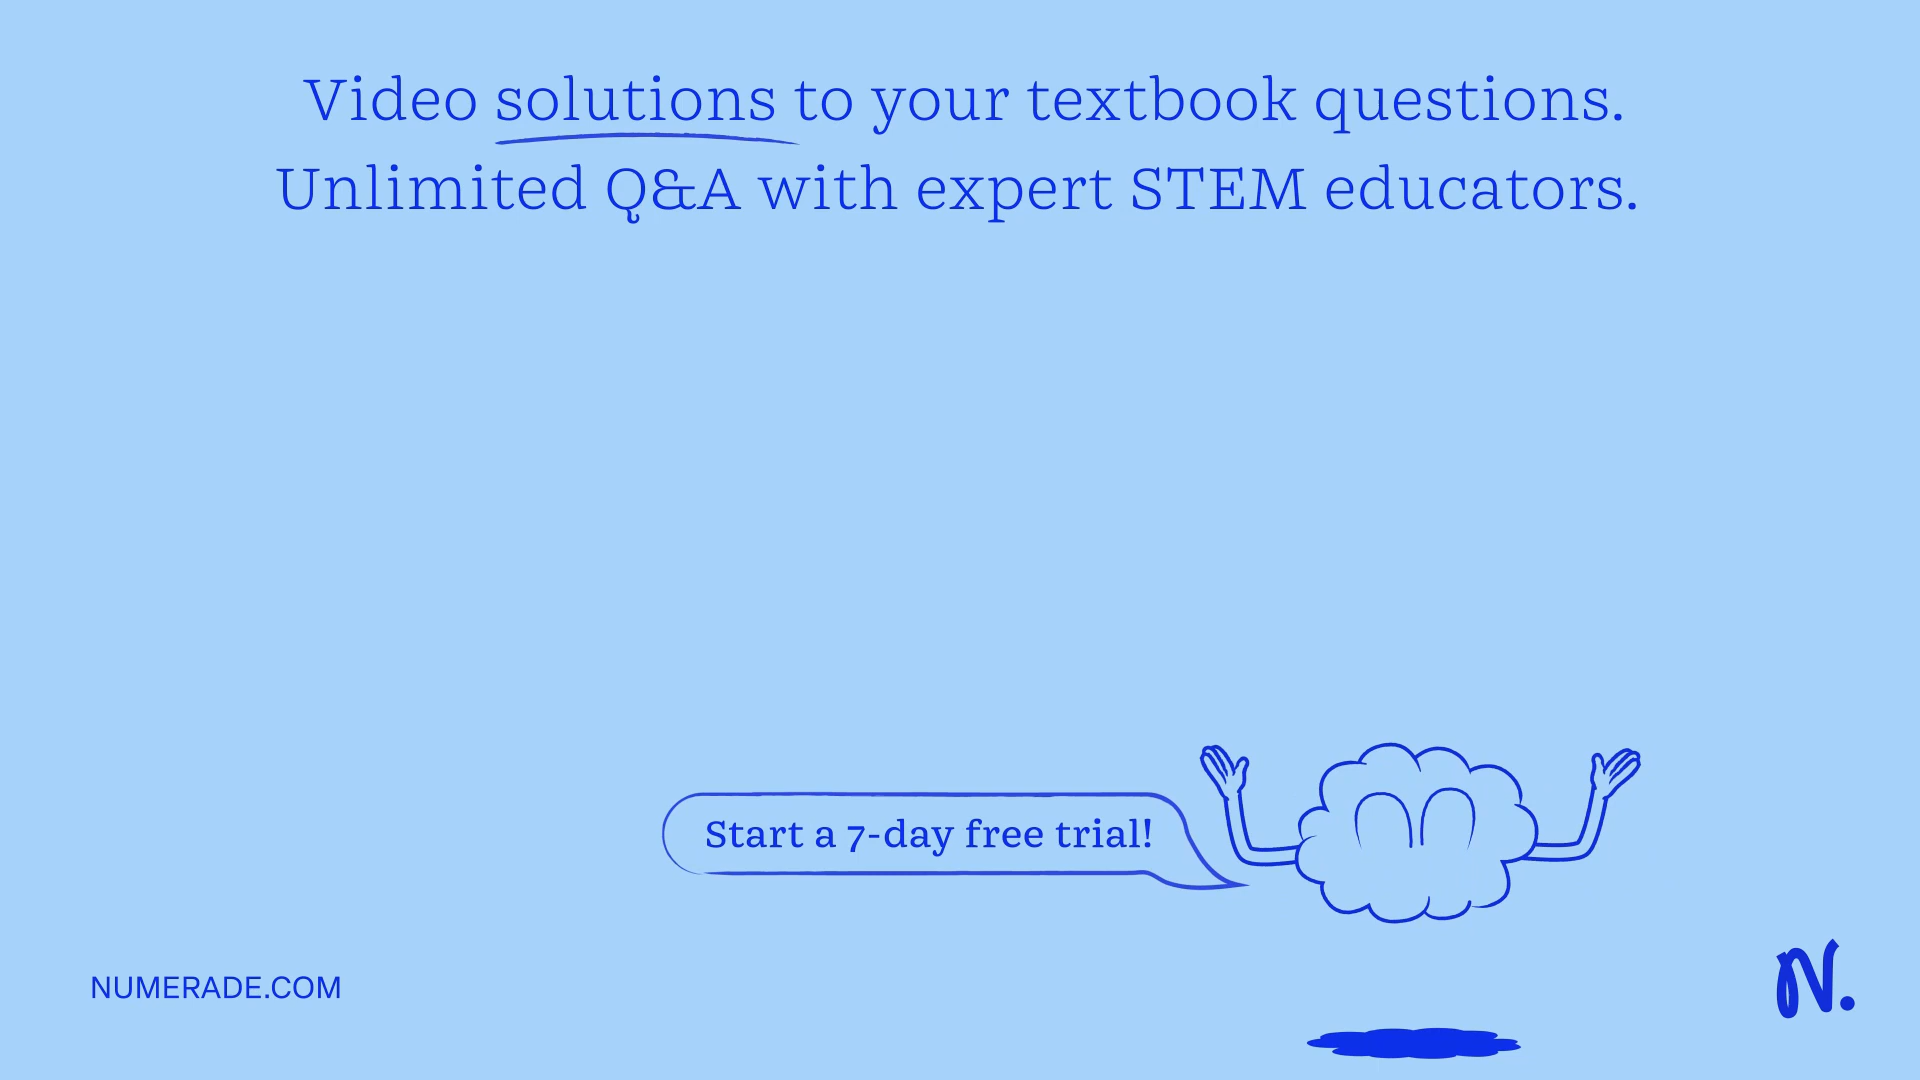 Video solutions to your textbook questions.
Unlimited Q&A with expert STEM educators.
Start a 7-day free trial!
NUMERADE.COM
N.